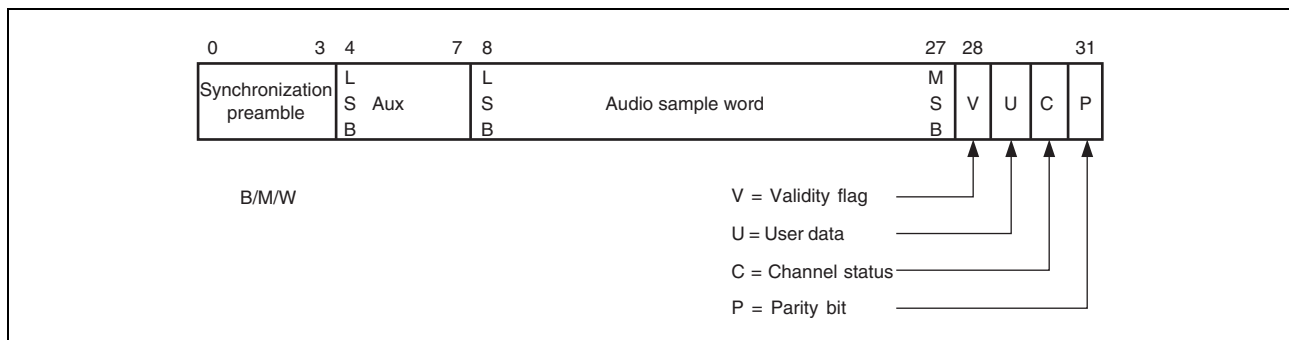 0 3 4 7 8 27 28 31
Synchronization
preamble
L
S
B
Aux
L
S
B
Audio sample word
M
S
B
V
U
C
P
B/M/W
V = Validity flag
U = User data
C = Channel status
P = Parity bit